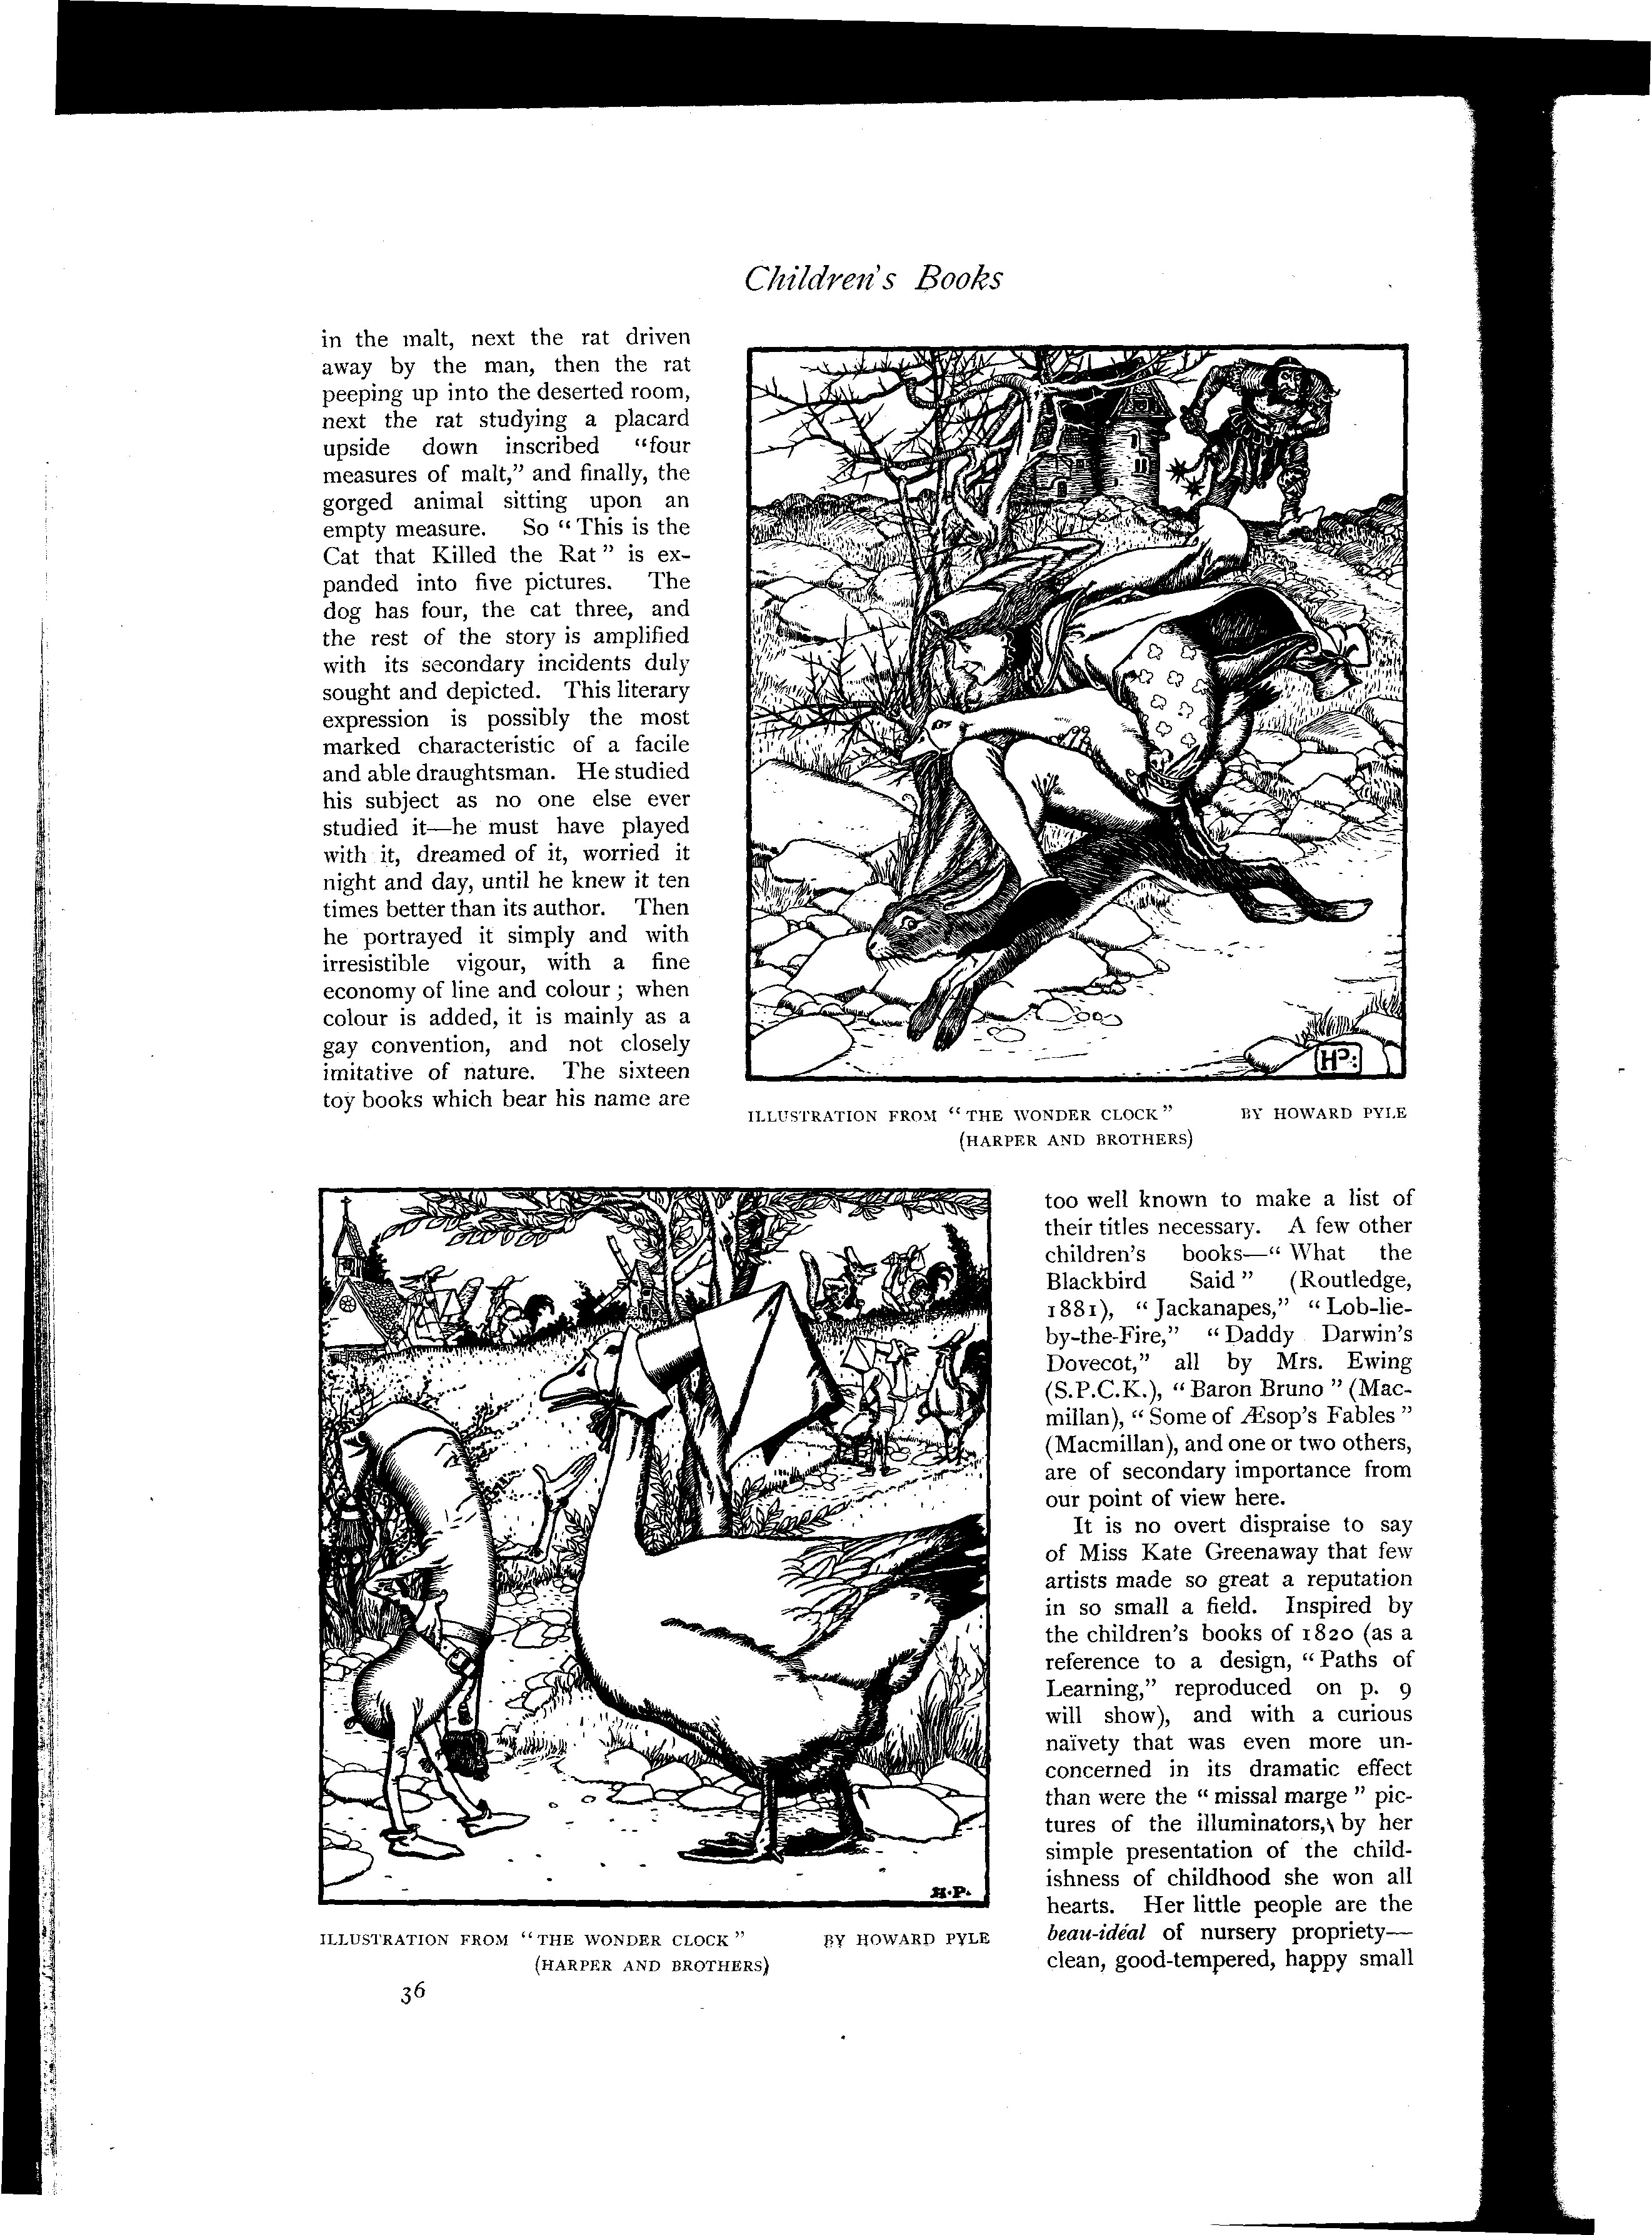 Children's Books
in the malt, next the rat driven
away by the man, then the rat
peeping up into the deserted room,
next the rat studying a placard
upside down inscribed “four
measures of malt,” and finally, the
gorged animal sitting upon an
empty measure. So “This is the
Cat that Killed the Rat” is ex-
panded into five pictures. The
dog has four, the cat three, and
the rest of the story is amplified
with its secondary incidents duly
sought and depicted. This literary
expression is possibly the most
marked characteristic of a facile
and able draughtsman. He studied
his subject as no one else ever
studied it—he must have played
with it, dreamed of it, worried it
night and day, until he knew it ten
times better than its author. Then
he portrayed it simply and with
irresistible vigour, with a fine
economy of line and colour; when
colour is added, it is mainly as a
gay convention, and not closely
imitative of nature. The sixteen
toy books which bear his name are
HP:
ILLUSTRATION FROM “THE WONDER CLOCK” BY HOWARD PYLE
(HARPER AND BROTHERS)
H.P.
ILLUSTRATION FROM “THE WONDER CLOCK” BY HOWARD PYLE
(HARPER AND BROTHERS)
too well known to make a list of
their titles necessary. A few other
children's books—“What the
Blackbird Said” (Routledge,
1881), “Jackanapes,” “Lob-lie-
by-the-Fire,” “Daddy Darwin's
Dovecot,” all by Mrs. Ewing
(S.P.C.K.), “Baron Bruno” (Mac-
millan), “Some of Æsop's Fables”
(Macmillan), and one or two others,
are of secondary importance from
our point of view here.
It is no overt dispraise to say
of Miss Kate Greenaway that few
artists made so great a reputation
in so small a field. Inspired by
the children's books of 1820 (as a
reference to a design, “Paths of
Learning,” reproduced on p. 9
will show), and with a curious
naïvety that was even more un-
concerned in its dramatic effect
than were the “missal marge” pic-
tures of the illuminators, by her
simple presentation of the child-
ishness of childhood she won all
hearts. Her little people are the
beau-idéal of nursery propriety—
clean, good-tempered, happy small
36